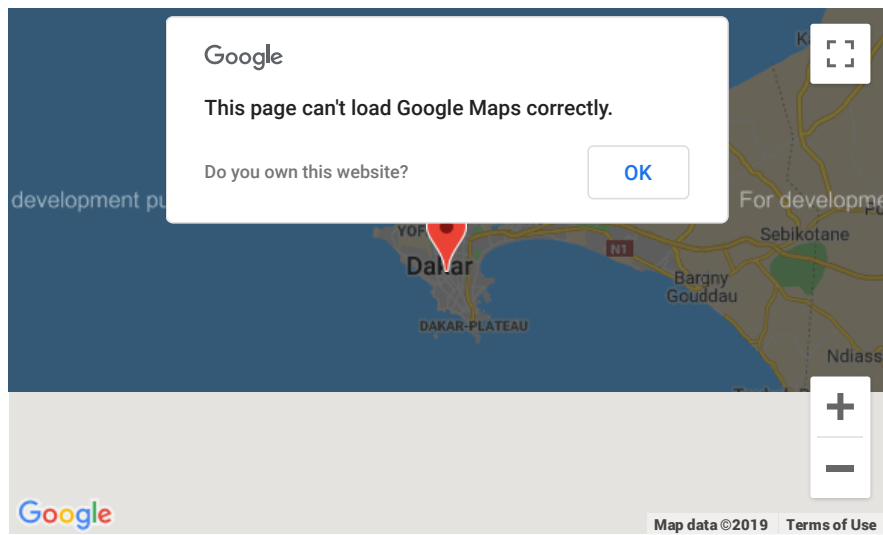 Google
This page can't load Google Maps correctly.
Do you own this website?
OK
development pu
For developme
Sebikotane
YOF
N1
Dakar
Bargny
Gouddau
DAKAR-PLATEAU
Ndiass
Google
Map data ©2019
Terms of Use